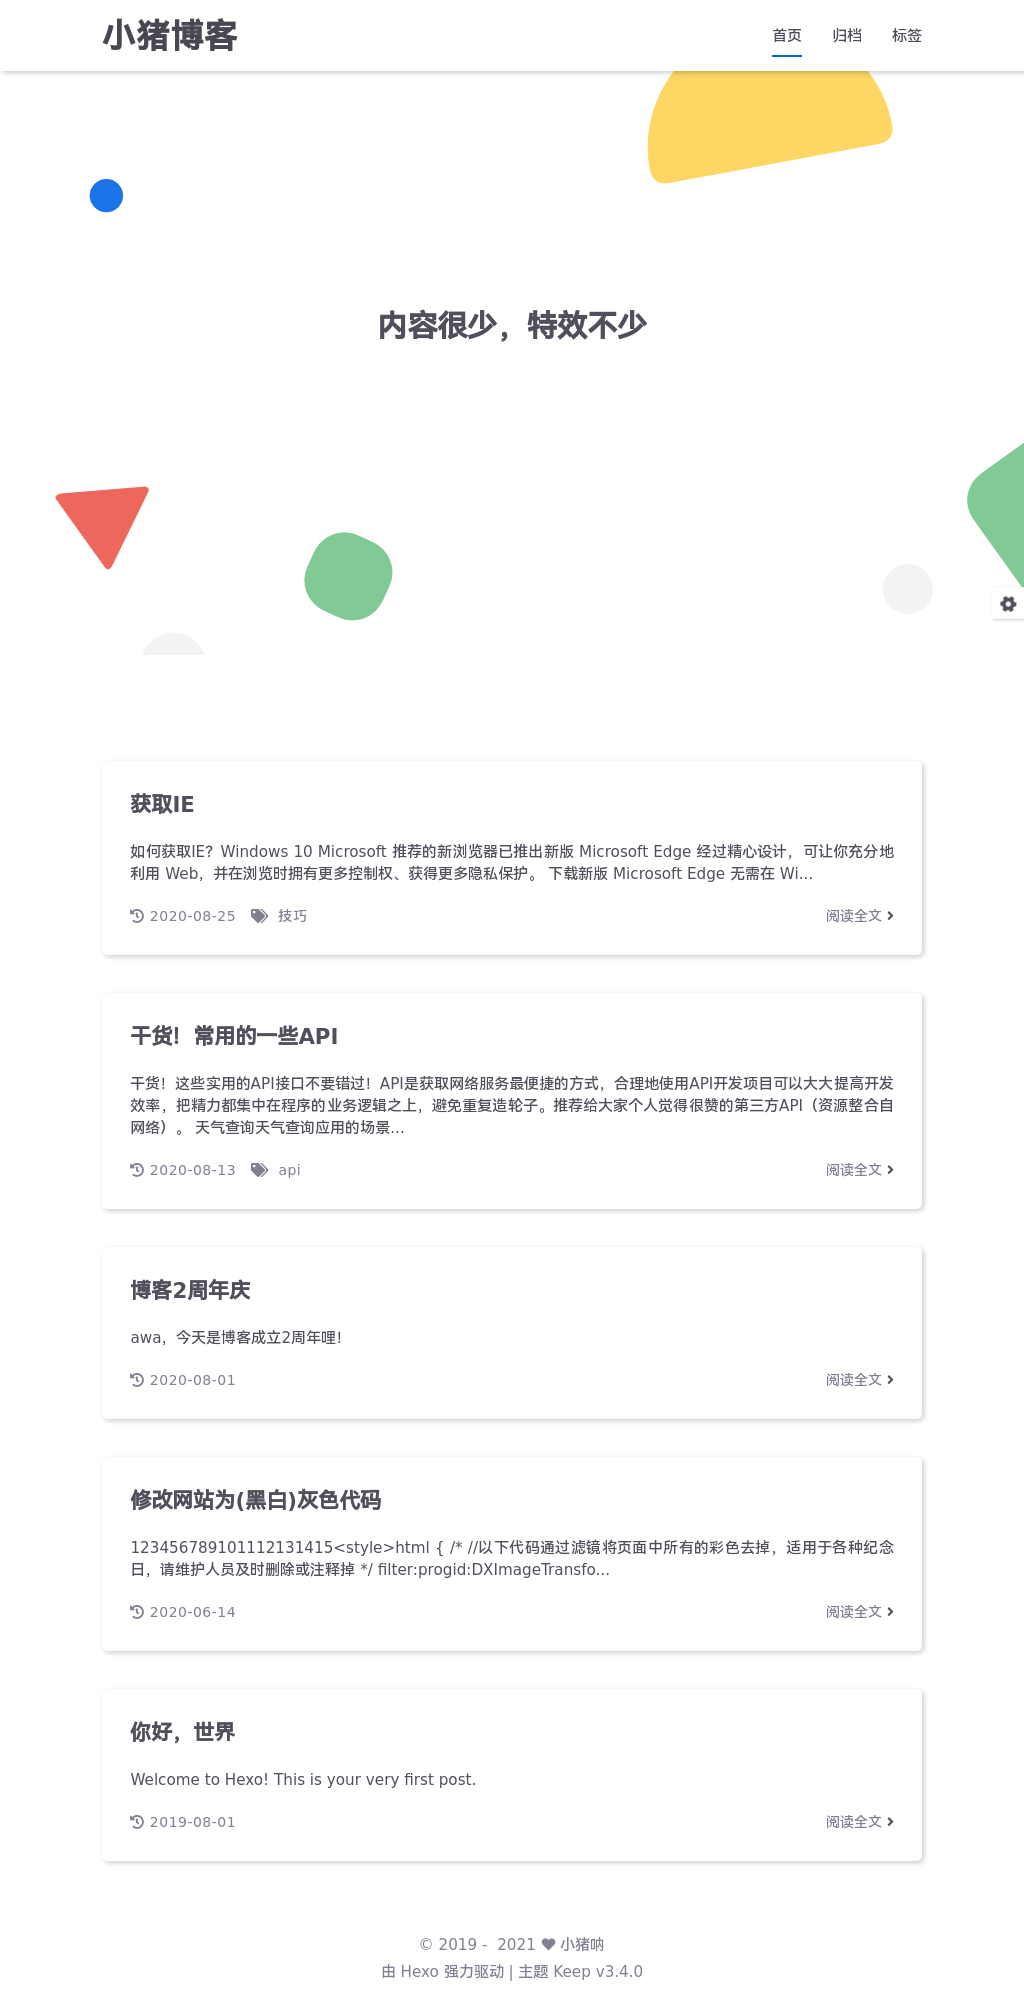 小猪博客
首页 归档 标签
内容很少，特效不少
获取IE
如何获取IE？Windows 10 Microsoft 推荐的新浏览器已推出新版 Microsoft Edge 经过精心设计，可让你充分地
利用 Web，并在浏览时拥有更多控制权、获得更多隐私保护。 下载新版 Microsoft Edge 无需在 Wi...
2020-08-25 技巧 阅读全文
干货！常用的一些API
干货！这些实用的API接口不要错过！API是获取网络服务最便捷的方式，合理地使用API开发项目可以大大提高开发
效率，把精力都集中在程序的业务逻辑之上，避免重复造轮子。推荐给大家个人觉得很赞的第三方API（资源整合自
网络）。 天气查询天气查询应用的场景...
2020-08-13 api 阅读全文
博客2周年庆
awa，今天是博客成立2周年哩！
2020-08-01 阅读全文
修改网站为(黑白)灰色代码
123456789101112131415<style>html { /* //以下代码通过滤镜将页面中所有的彩色去掉，适用于各种纪念
日，请维护人员及时删除或注释掉 */ filter:progid:DXImageTransfo...
2020-06-14 阅读全文
你好，世界
Welcome to Hexo! This is your very first post.
2019-08-01 阅读全文
© 2019 - 2021 ❤ 小猪呐
由 Hexo 强力驱动 | 主题 Keep v3.4.0